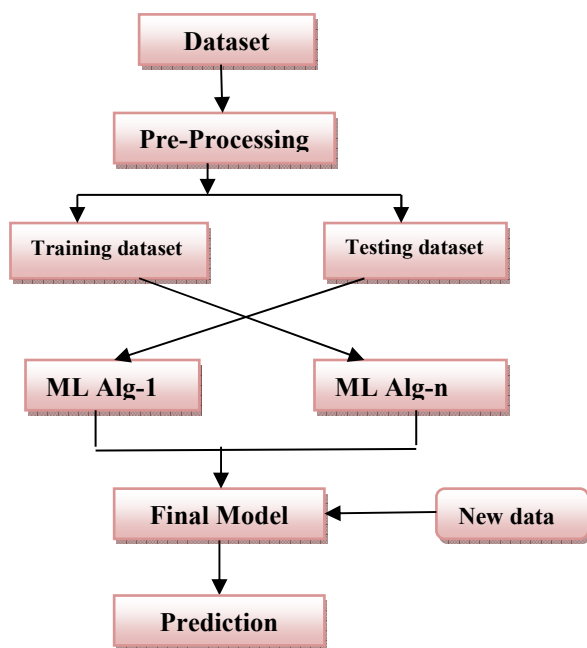 Dataset
Pre-Processing
Training dataset
Testing dataset
ML Alg-1
ML Alg-n
Final Model
New data
Prediction